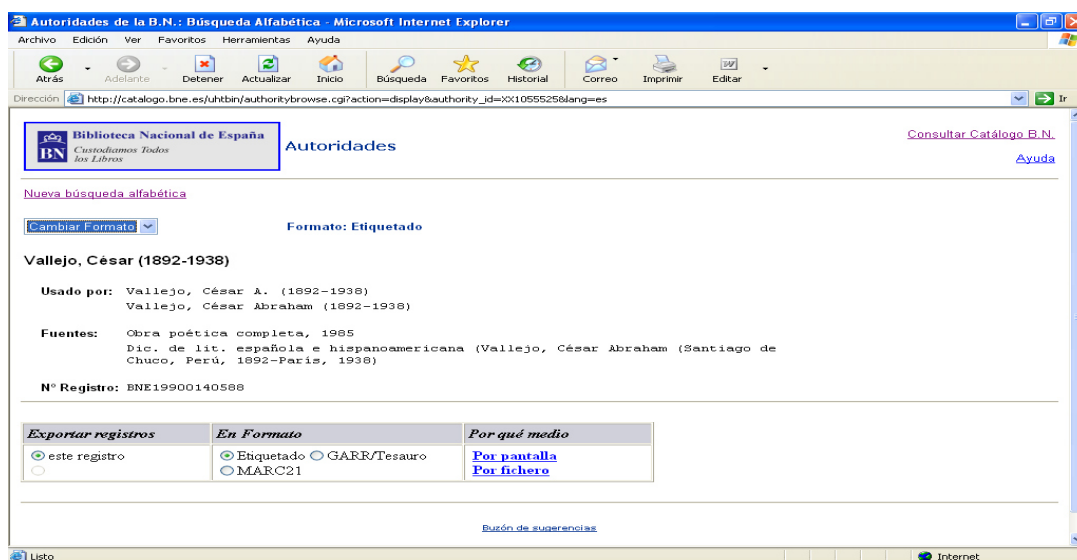 Autoridades de la B.N.: Búsqueda Alfabética - Microsoft Internet Explorer
Archivo Edición Ver Favoritos Herramientas Ayuda
Atrás Adelante Detener Actualizar Inicio Búsqueda Favoritos Historial Correo Imprimir Editar
Dirección http://catalogo.bne.es/uhtbin/authoritybrowse.cgi?action=display&authority_id=XX1055525&lang=es Ir
Biblioteca Nacional de España
Custodiamos Todos
los Libros
BN
Autoridades
Consultar Catálogo B.N.
Ayuda
Nueva búsqueda alfabética
Cambiar Formato Formato: Etiquetado
Vallejo, César (1892-1938)
Usado por: Vallejo, César A. (1892-1938)
Vallejo, César Abraham (1892-1938)
Fuentes: Obra poética completa, 1985
Dic. de lit. española e hispanoamericana (Vallejo, César Abraham (Santiago de
Chuco, Perú, 1892-París, 1938)
Nº Registro: BNE19900140588
Exportar registros En Formato Por qué medio
este registro Etiquetado GARR/Tesauro Por pantalla
MARC21 Por fichero
Buzón de sugerencias
Listo Internet